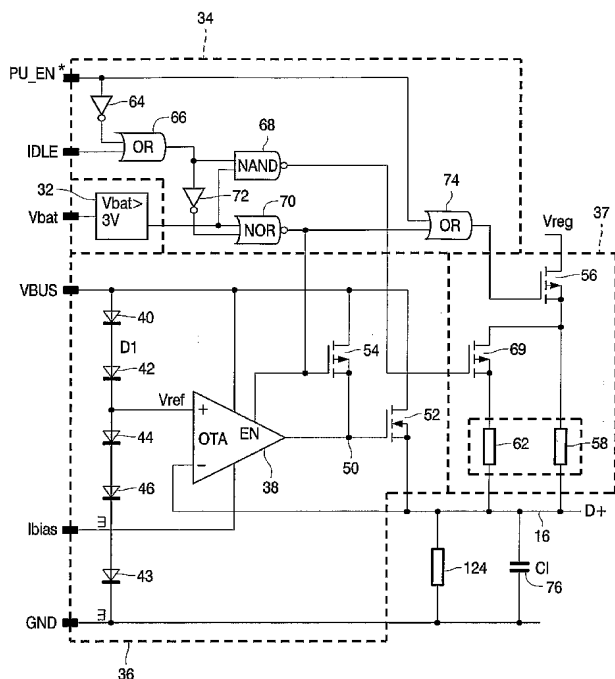 34
PU_EN*
64
66
OR
68
IDLE
NAND
32
72
70
74
Vbat
Vbat>
3V
NOR
OR
Vreg
37
56
VBUS
40
54
69
D1
42
52
Vref
+
EN
OTA
44
62
58
−
38
50
46
D+
16
Ibias
m
43
124
CI
76
m
GND
36